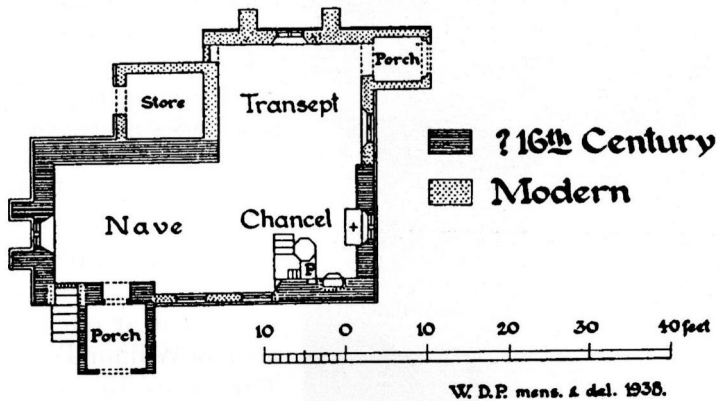 Porch
Store
Transept
? 16th Century
Modern
Nave
Chancel
+
P
Porch
10 0 10 20 30 40 feet
W. D. P. mens. & del. 1938.